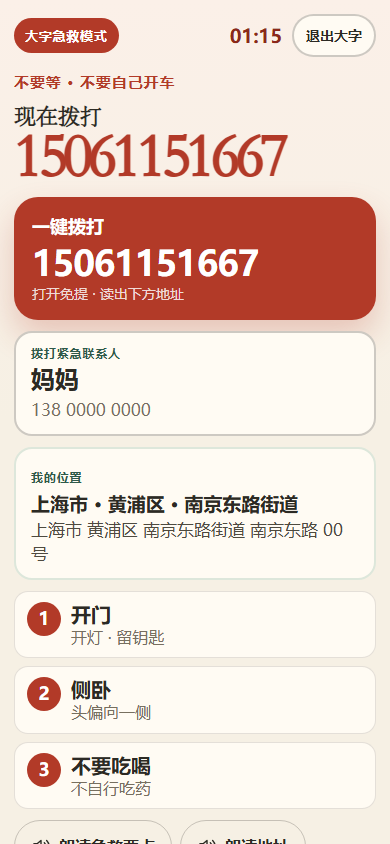 大字急救模式
01:15
退出大字
不要等·不要自己开车
现在拨打
15061151667
一键拨打
15061151667
打开免提·读出下方地址
拨打紧急联系人
妈妈
138 0000 0000
我的位置
上海市·黄浦区·南京东路街道
上海市 黄浦区 南京东路街道 南京东路 00
号
1
开门
开灯·留钥匙
2
侧卧
头偏向一侧
3
不要吃喝
不自行吃药